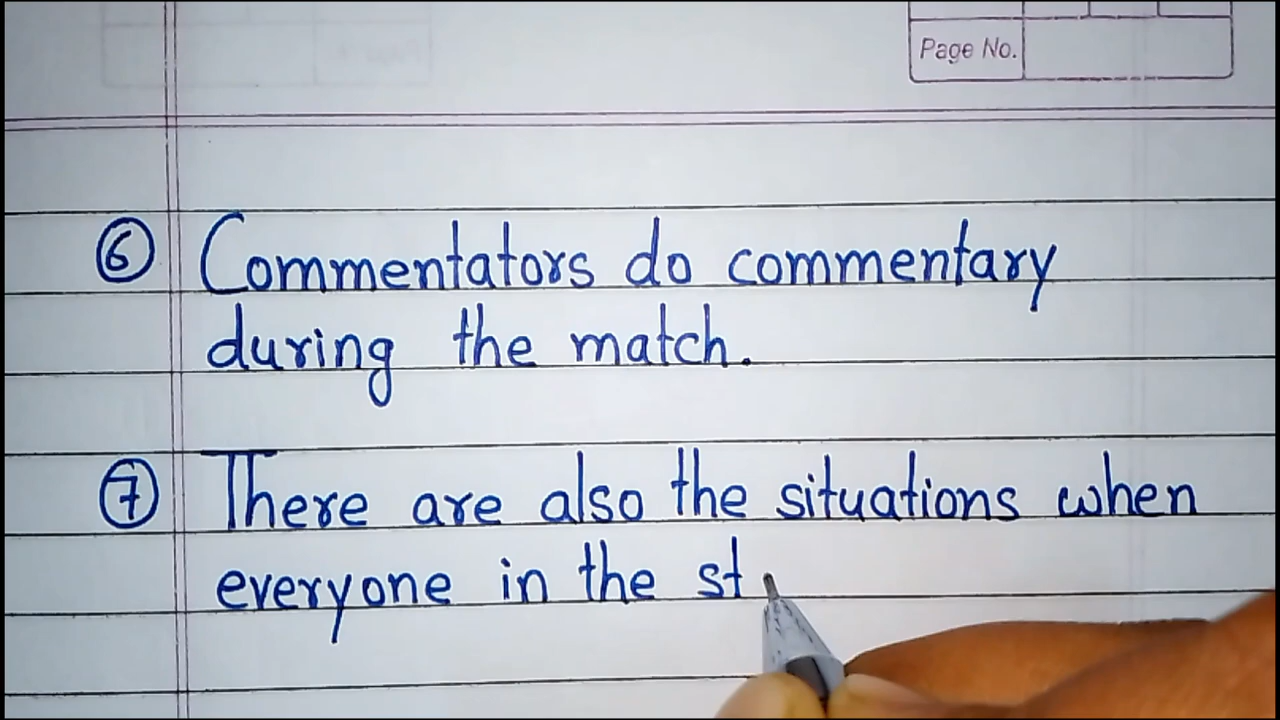 Page No.
6 Commentators do commentary
during the match.
7 There are also the situations when
everyone in the st